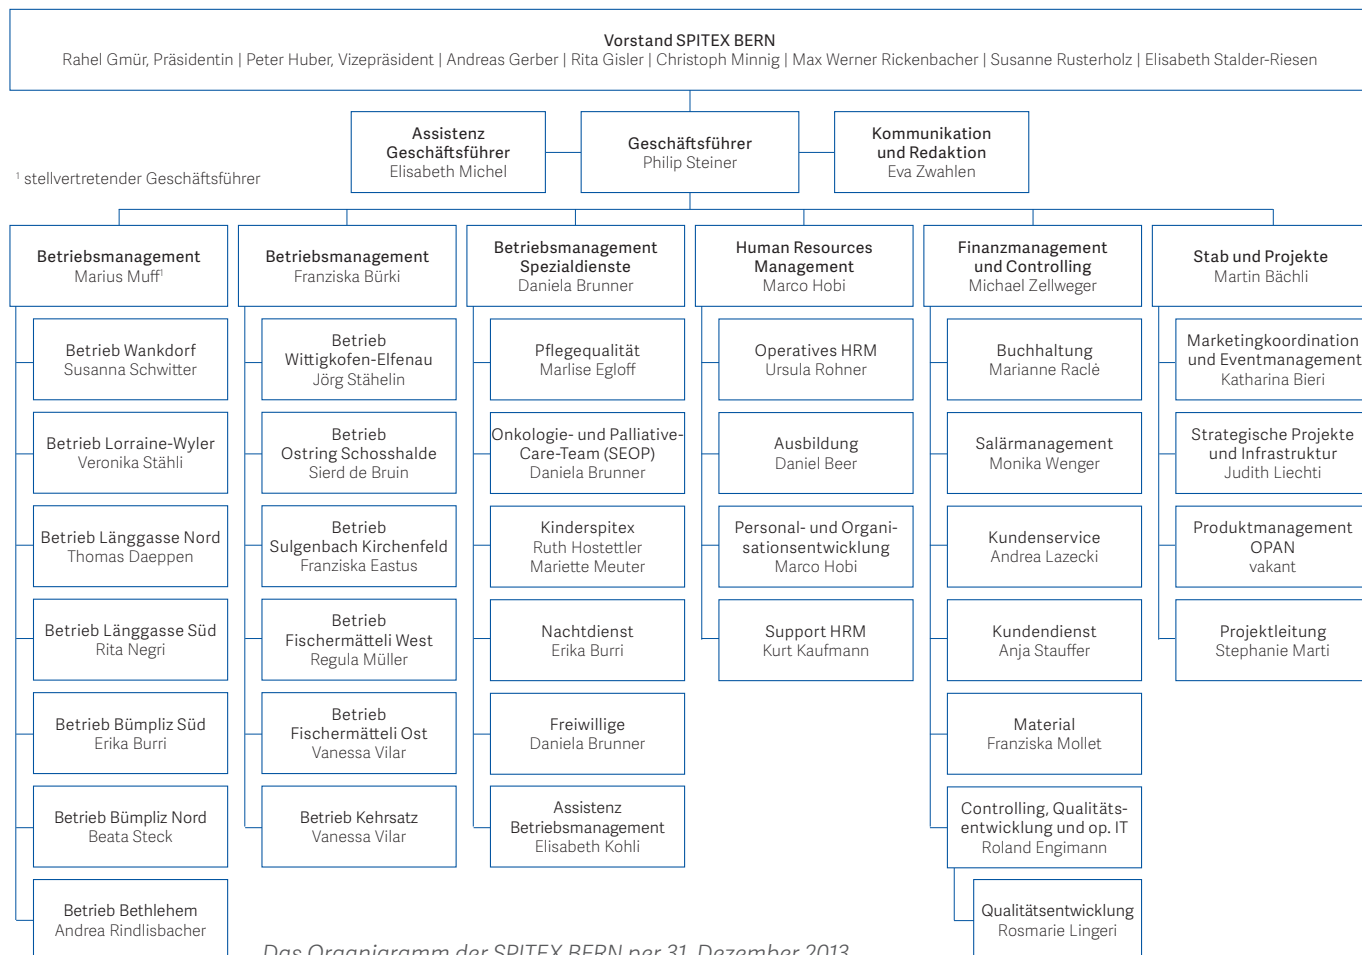 Vorstand SPITEX BERN
Rahel Gmür, Präsidentin | Peter Huber, Vizepräsident | Andreas Gerber | Rita Gisler | Christoph Minnig | Max Werner Rickenbacher | Susanne Rusterholz | Elisabeth Stalder-Riesen
Assistenz
Geschäftsführer
Elisabeth Michel
Geschäftsführer
Philip Steiner
Kommunikation
und Redaktion
Eva Zwahlen
¹ stellvertretender Geschäftsführer
Betriebsmanagement
Marius Muff¹
Betrieb Wankdorf
Susanna Schwitter
Betrieb Lorraine-Wyler
Veronika Stähli
Betrieb Länggasse Nord
Thomas Daeppen
Betrieb Länggasse Süd
Rita Negri
Betrieb Bümpliz Süd
Erika Burri
Betrieb Bümpliz Nord
Beata Steck
Betrieb Bethlehem
Andrea Rindlisbacher
Betriebsmanagement
Franziska Bürki
Betrieb
Wittigkofen-Elfenau
Jörg Stähelin
Betrieb
Ostring Schosshalde
Sierd de Bruin
Betrieb
Sulgenbach Kirchenfeld
Franziska Eastus
Betrieb
Fischermätteli West
Regula Müller
Betrieb
Fischermätteli Ost
Vanessa Vilar
Betrieb Kehrsatz
Vanessa Vilar
Betriebsmanagement
Spezialdienste
Daniela Brunner
Pflegequalität
Marlise Egloff
Onkologie- und Palliative-
Care-Team (SEOP)
Daniela Brunner
Kinderspitex
Ruth Hostettler
Mariette Meuter
Nachtdienst
Erika Burri
Freiwillige
Daniela Brunner
Assistenz
Betriebsmanagement
Elisabeth Kohli
Human Resources
Management
Marco Hobi
Operatives HRM
Ursula Rohner
Ausbildung
Daniel Beer
Personal- und Organi-
sationsentwicklung
Marco Hobi
Support HRM
Kurt Kaufmann
Finanzmanagement
und Controlling
Michael Zellweger
Buchhaltung
Marianne Raclé
Salärmanagement
Monika Wenger
Kundenservice
Andrea Lazecki
Kundendienst
Anja Stauffer
Material
Franziska Mollet
Controlling, Qualitäts-
entwicklung und op. IT
Roland Engimann
Qualitätsentwicklung
Rosmarie Lingeri
Stab und Projekte
Martin Bächli
Marketingkoordination
und Eventmanagement
Katharina Bieri
Strategische Projekte
und Infrastruktur
Judith Liechti
Produktmanagement
OPAN
vakant
Projektleitung
Stephanie Marti
Das Organigramm der SPITEX BERN per 31. Dezember 2013